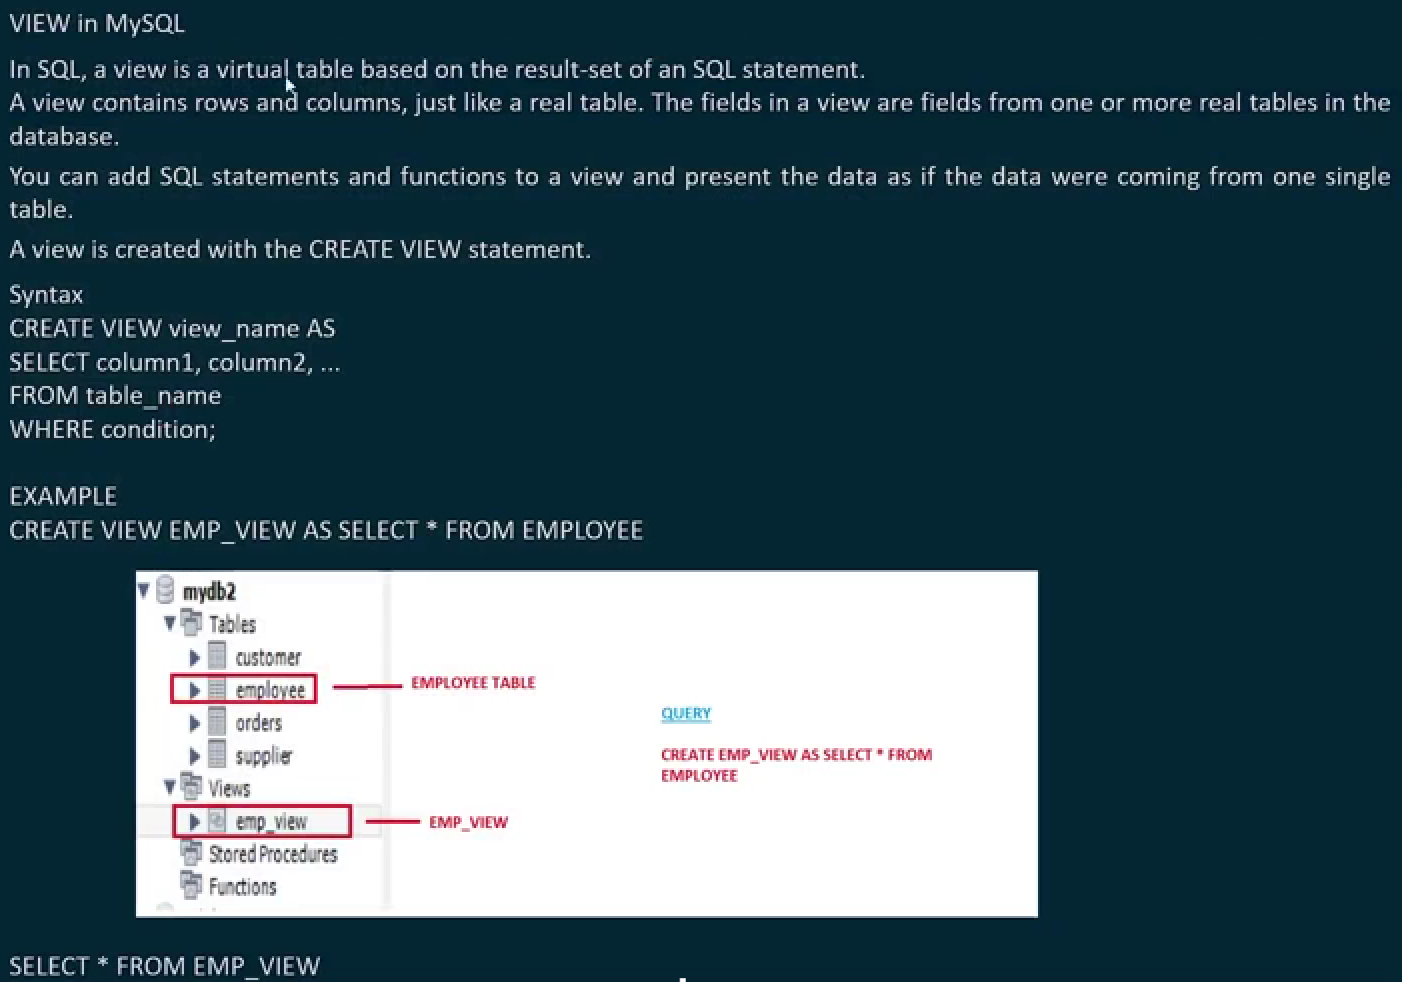 VIEW in MySQL
In SQL, a view is a virtual table based on the result-set of an SQL statement.
A view contains rows and columns, just like a real table. The fields in a view are fields from one or more real tables in the
database.
You can add SQL statements and functions to a view and present the data as if the data were coming from one single
table.
A view is created with the CREATE VIEW statement.
Syntax
CREATE VIEW view_name AS
SELECT column1, column2, ...
FROM table_name
WHERE condition;
EXAMPLE
CREATE VIEW EMP_VIEW AS SELECT * FROM EMPLOYEE
mydb2
Tables
customer
employee
EMPLOYEE TABLE
orders
supplier
Views
emp_view
EMP_VIEW
Stored Procedures
Functions
QUERY
CREATE EMP_VIEW AS SELECT * FROM
EMPLOYEE
SELECT * FROM EMP_VIEW